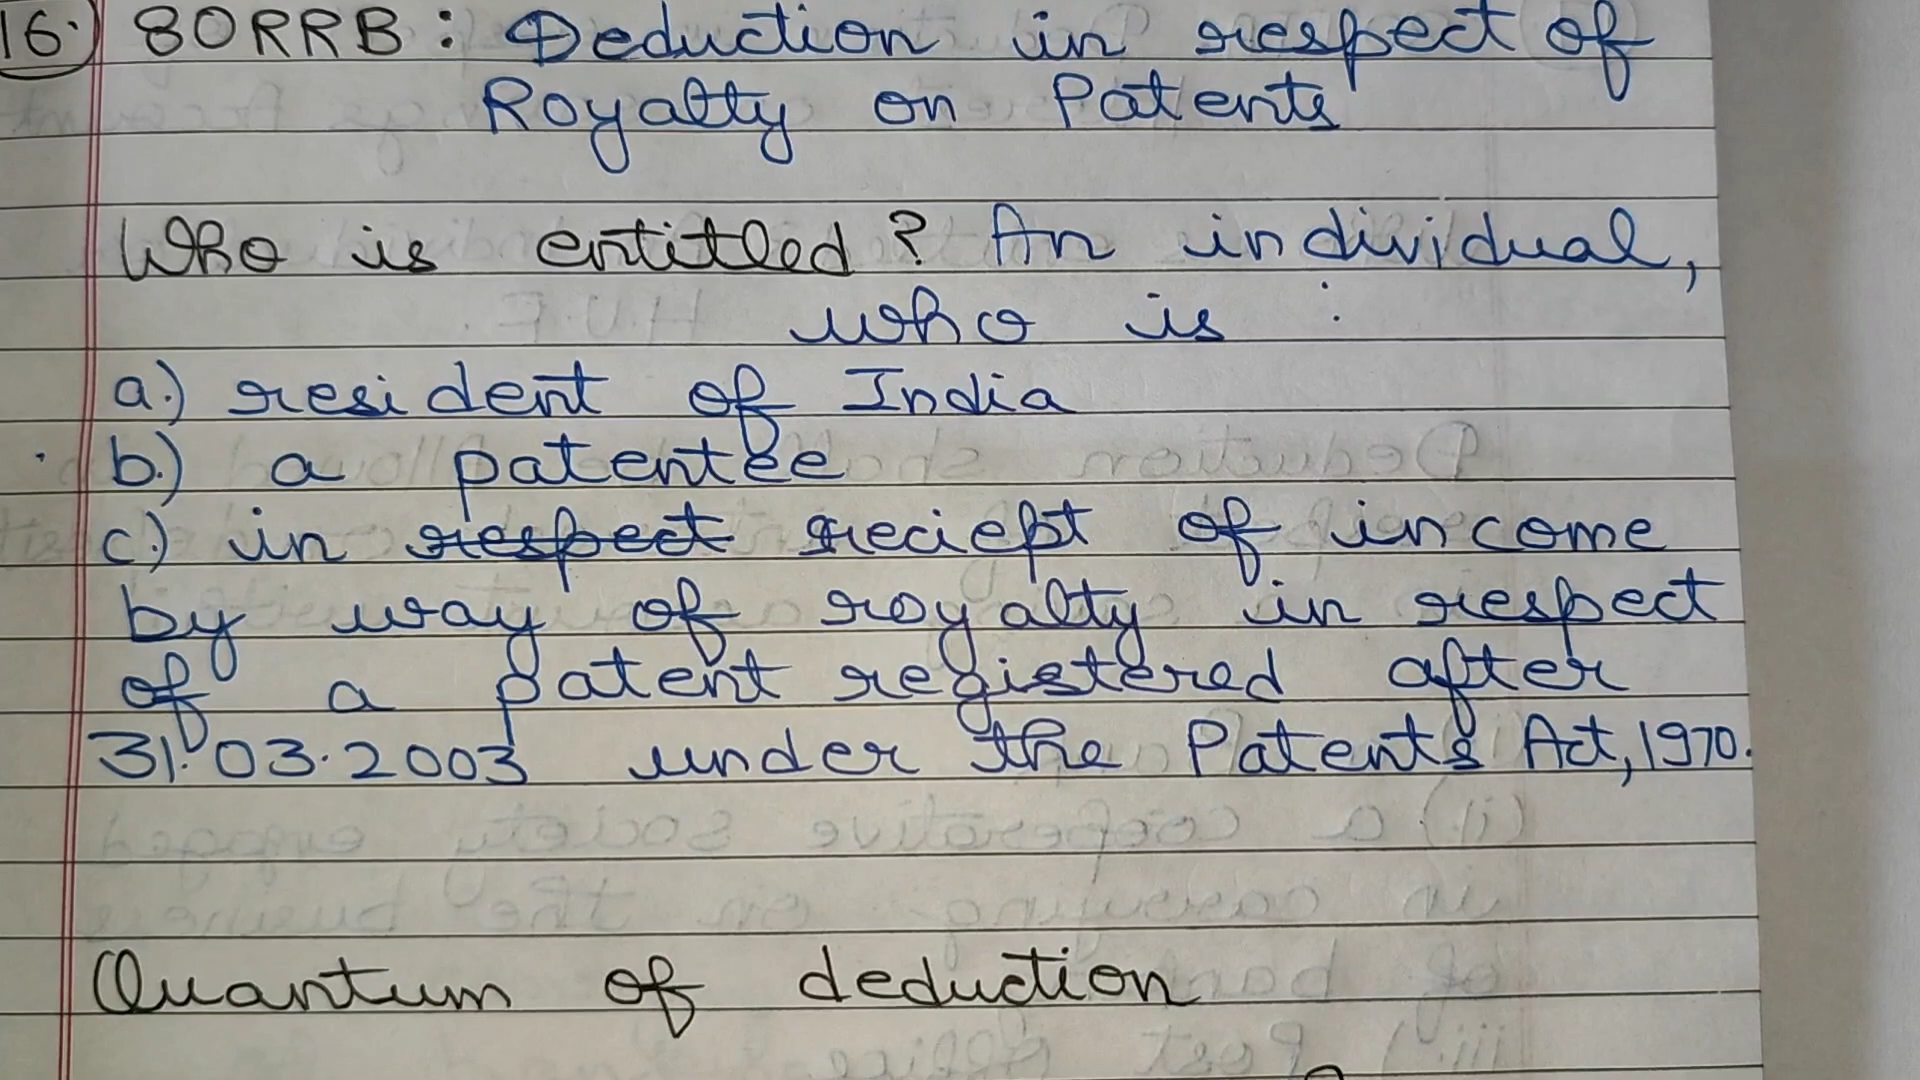 16. 80RRB : Deduction in respect of
Royalty on Patents
Who is entitled? An individual,
who is :
a.) resident of India
b.) a patentee
c.) in respect reciept of income
by way of royalty in respect
of a patent registered after
31.03.2003 under the Patents Act, 1970.
Quantum of deduction